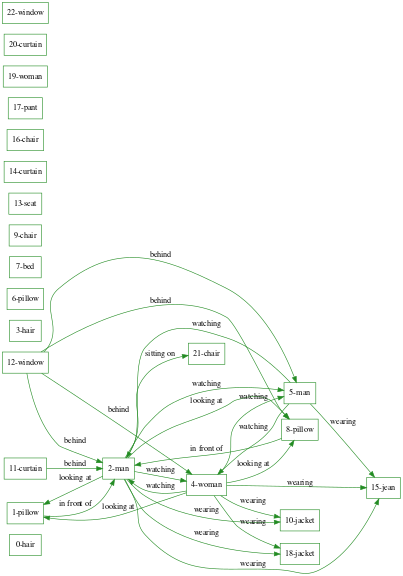 22-window
20-curtain
19-woman
17-pant
16-chair
14-curtain
13-seat
9-chair
7-bed
6-pillow
3-hair
12-window
11-curtain
1-pillow
0-hair
behind
behind
watching
sitting on
21-chair
watching
looking at
watching
5-man
behind
wearing
watching
8-pillow
behind
in front of
behind
2-man
watching
looking at
looking at
watching
4-woman
wearing
15-jean
in front of
looking at
wearing
wearing
10-jacket
wearing
wearing
18-jacket
wearing